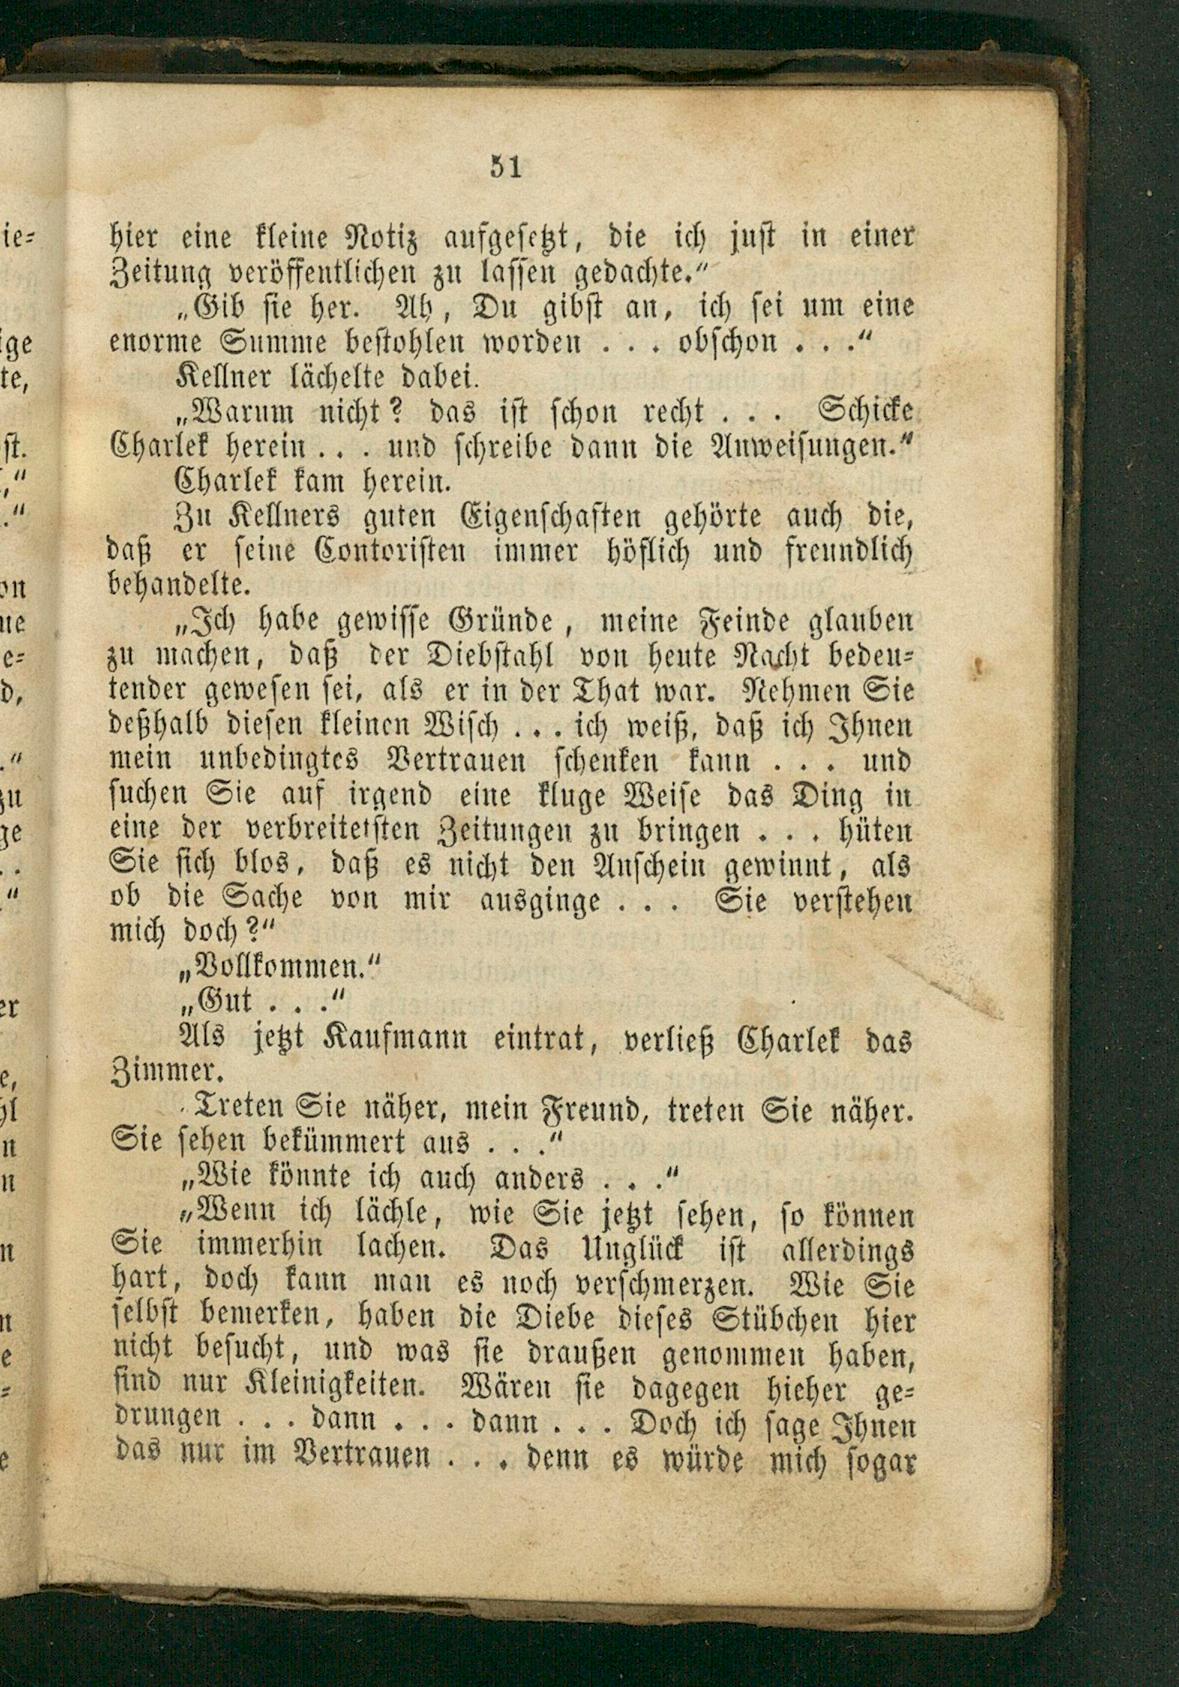 51
hier eine kleine Notiz aufgesetzt, die ich just in einer
Zeitung veröffentlichen zu lassen gedachte.“
„Gib sie her. Ah, Du gibst an, ich sei um eine
enorme Summe bestohlen worden . . . obschon . . .“
Kellner lächelte dabei.
„Warum nicht? das ist schon recht . . . Schicke
Charlek herein . . . und schreibe dann die Anweisungen.“
Charlek kam herein.
Zu Kellners guten Eigenschaften gehörte auch die,
daß er seine Contoristen immer höflich und freundlich
behandelte.
„Ich habe gewisse Gründe, meine Feinde glauben
zu machen, daß der Diebstahl von heute Nacht bedeu-
tender gewesen sei, als er in der That war. Nehmen Sie
deßhalb diesen kleinen Wisch . . . ich weiß, daß ich Ihnen
mein unbedingtes Vertrauen schenken kann . . . und
suchen Sie auf irgend eine kluge Weise das Ding in
eine der verbreitetsten Zeitungen zu bringen . . . hüten
Sie sich blos, daß es nicht den Anschein gewinnt, als
ob die Sache von mir ausginge . . . Sie verstehen
mich doch?“
„Vollkommen.“
„Gut . . .“
Als jetzt Kaufmann eintrat, verließ Charlek das
Zimmer.
Treten Sie näher, mein Freund, treten Sie näher.
Sie sehen bekümmert aus . . .“
„Wie könnte ich auch anders . . .“
„Wenn ich lächle, wie Sie jetzt sehen, so können
Sie immerhin lachen. Das Unglück ist allerdings
hart, doch kann man es noch verschmerzen. Wie Sie
selbst bemerken, haben die Diebe dieses Stübchen hier
nicht besucht, und was sie draußen genommen haben,
sind nur Kleinigkeiten. Wären sie dagegen hieher ge-
drungen . . . dann . . . dann . . . Doch ich sage Ihnen
das nur im Vertrauen . . . denn es würde mich sogar